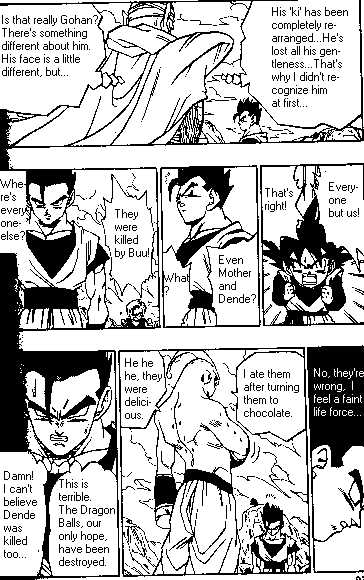 Is that really Gohan?
There's something
different about him.
His face is a little
different, but...
His 'ki' has been
completely re-
arranged...He's
lost all his gen-
tleness...That's
why I didn't re-
cognize him
at first...
Whe-
re's
every
one-
else?
They
were
killed
by Buu!
What
?
Even
Mother
and
Dende?
That's
right!
Every-
one
but us!
Damn!
I can't
believe
Dende
was
killed
too...
This is
terrible.
The Dragon
Balls, our
only hope,
have been
destroyed.
He he
he, they
were
delici-
ous.
I ate them
after turning
them to
chocolate.
No, they're
wrong, I
feel a faint
life force...